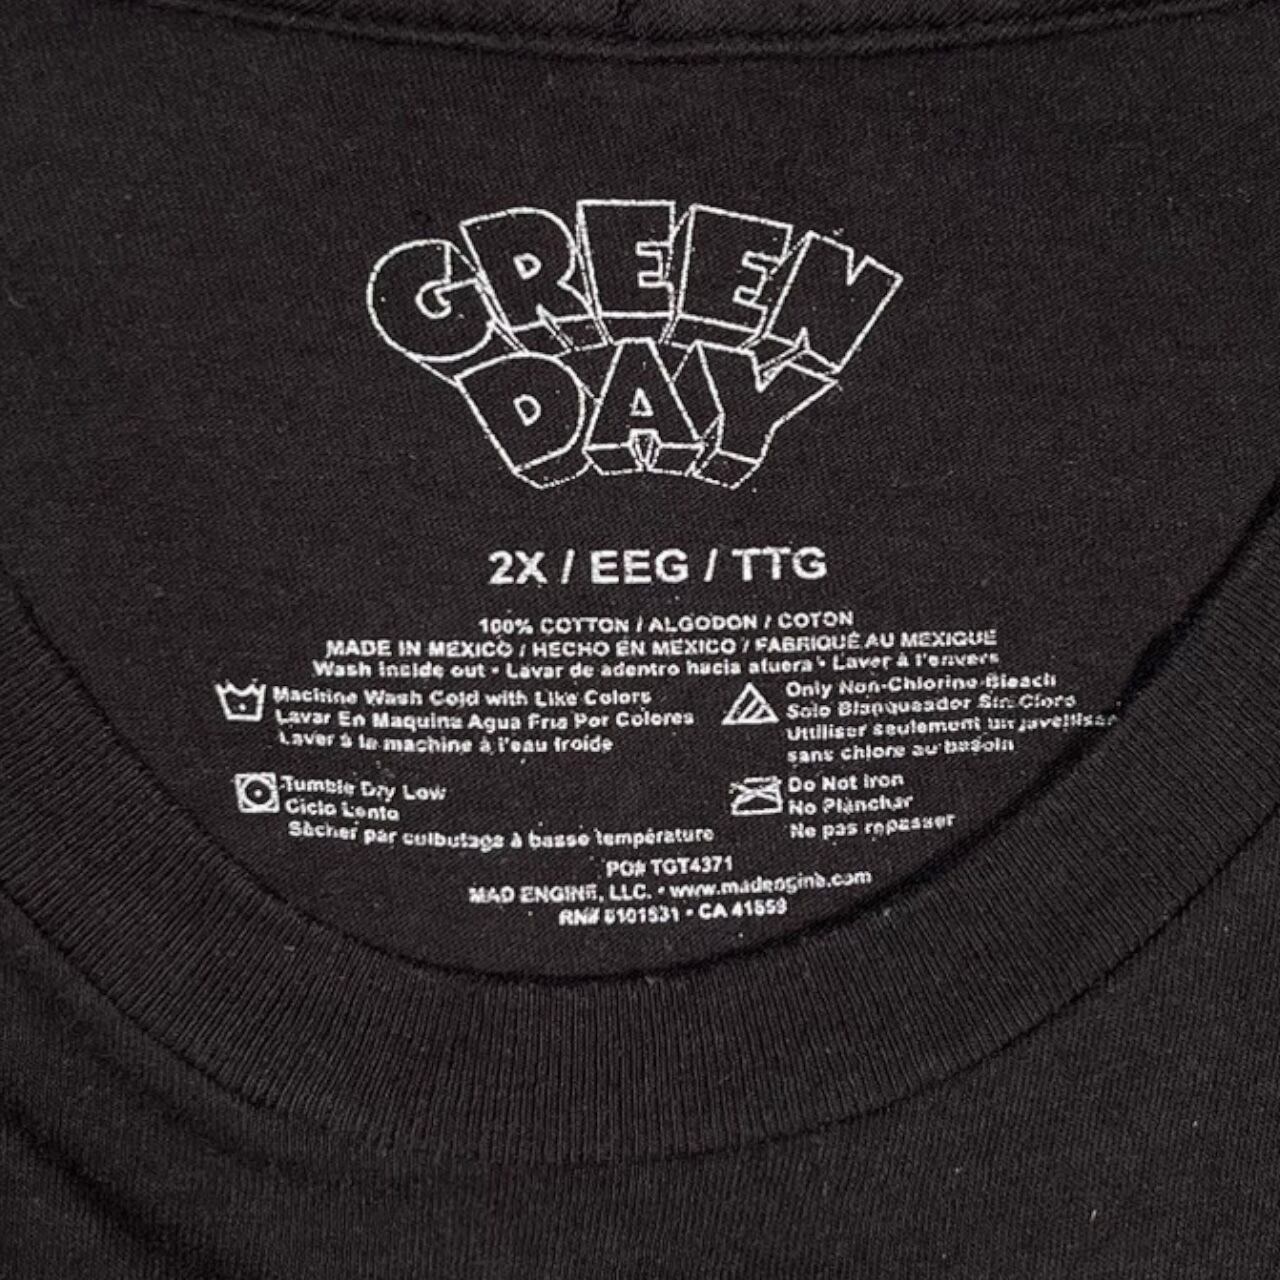 GREEN
DAY
2X / EEG / TTG
100% COTTON / ALGODON / COTON
MADE IN MEXICO / HECHO EN MEXICO / FABRIQUÉ AU MEXIQUE
Wash inside out • Lavar de adentro hacia afuera • Laver à l'envers
Machine Wash Cold with Like Colors
Lavar En Maquina Agua Fria Por Colores
Laver à la machine à l'eau froide
Only Non-Chlorine Bleach
Solo Blanqueador Sin Cloro
Utiliser seulement un
sans chlore au besoin
Tumble Dry Low
Ciclo Lento
Sècher par culbutage à basse température
Do Not Iron
No Planchar
Ne pas repasser
PO# TGT4371
MAD ENGINE, LLC. • www.madengine.com
RN# • CA